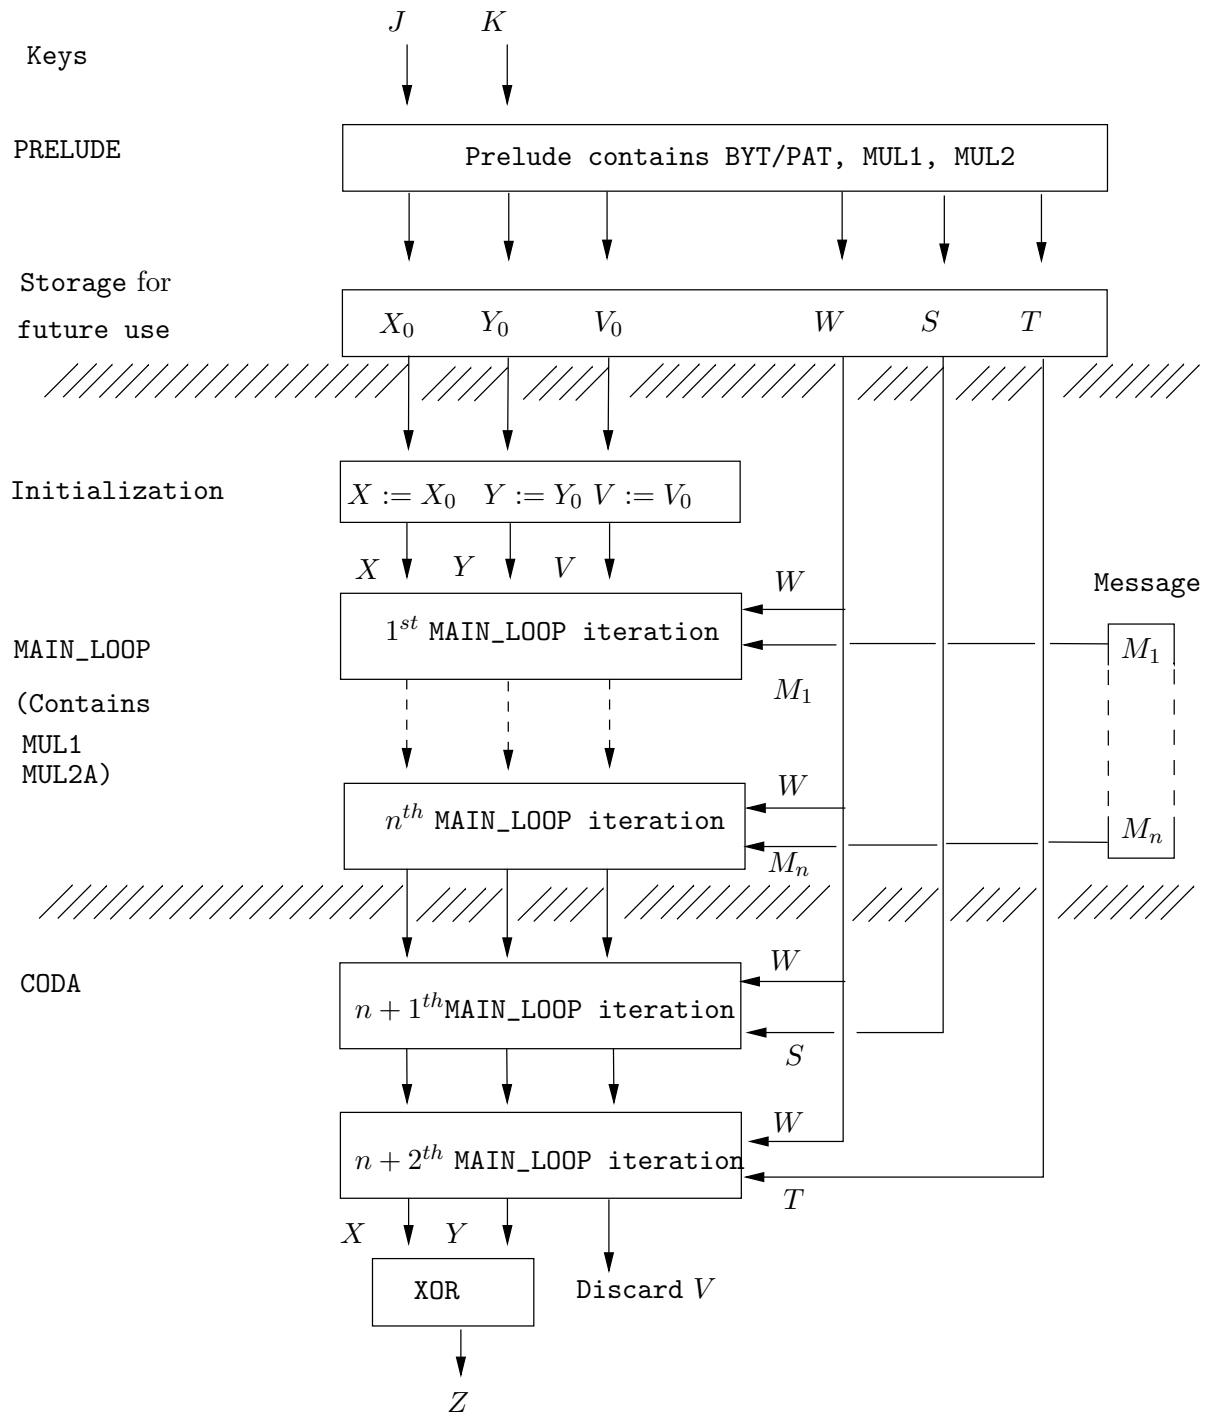 J K
Keys
PRELUDE
Prelude contains BYT/PAT, MUL1, MUL2
Storage for
future use
X₀ Y₀ V₀ W S T
Initialization
X := X₀ Y := Y₀ V := V₀
X Y V
W
Message
1ˢᵗ MAIN_LOOP iteration
MAIN_LOOP
M₁
M₁
(Contains
MUL1
MUL2A)
W
nᵗʰ MAIN_LOOP iteration
Mₙ
Mₙ
W
CODA
n + 1ᵗʰMAIN_LOOP iteration
S
W
n + 2ᵗʰ MAIN_LOOP iteration
T
X Y
XOR
Discard V
Z